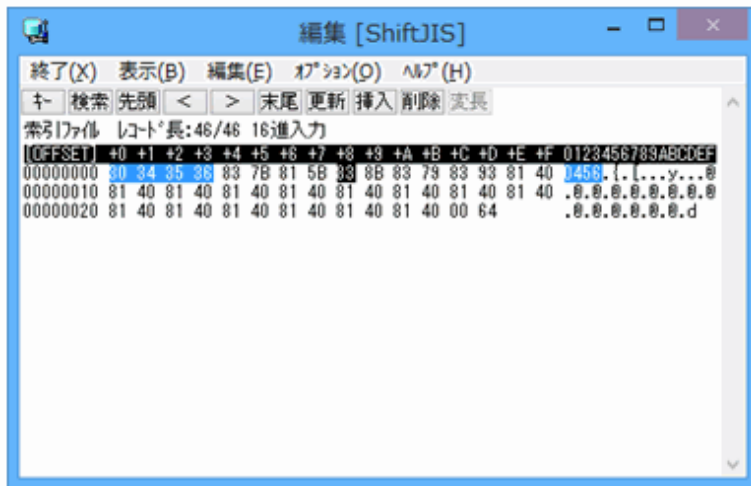 編集 [ShiftJIS]
終了(X) 表示(B) 編集(E) オプション(O) ヘルプ(H)
キー 検索 先頭 < > 末尾 更新 挿入 削除 変長
索引ファイル レコード長:46/46 16進入力
[OFFSET] +0 +1 +2 +3 +4 +5 +6 +7 +8 +9 +A +B +C +D +E +F 0123456789ABCDEF
00000000 30 34 35 36 83 7B 81 5B 83 8B 83 79 83 93 81 40 0456.{.[...y...@
00000010 81 40 81 40 81 40 81 40 81 40 81 40 81 40 81 40 .@.@.@.@.@.@.@.@
00000020 81 40 81 40 81 40 81 40 81 40 81 40 00 64 .@.@.@.@.@.@.d